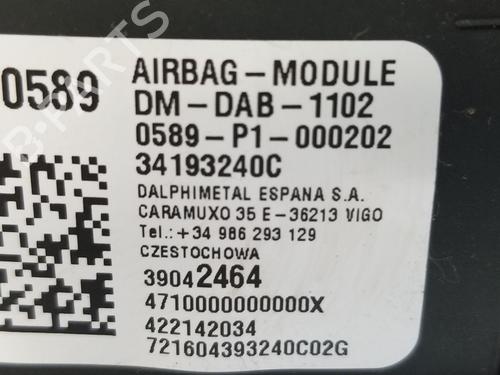 0589
AIRBAG-MODULE
DM-DAB-1102
0589-P1-000202
34193240C
DALPHIMETAL ESPANA S.A.
CARAMUXO 35 E-36213 VIGO
Tel.:+34 986 293 129
CZESTOCHOWA
39042464
4710000000000X
422142034
721604393240C02G